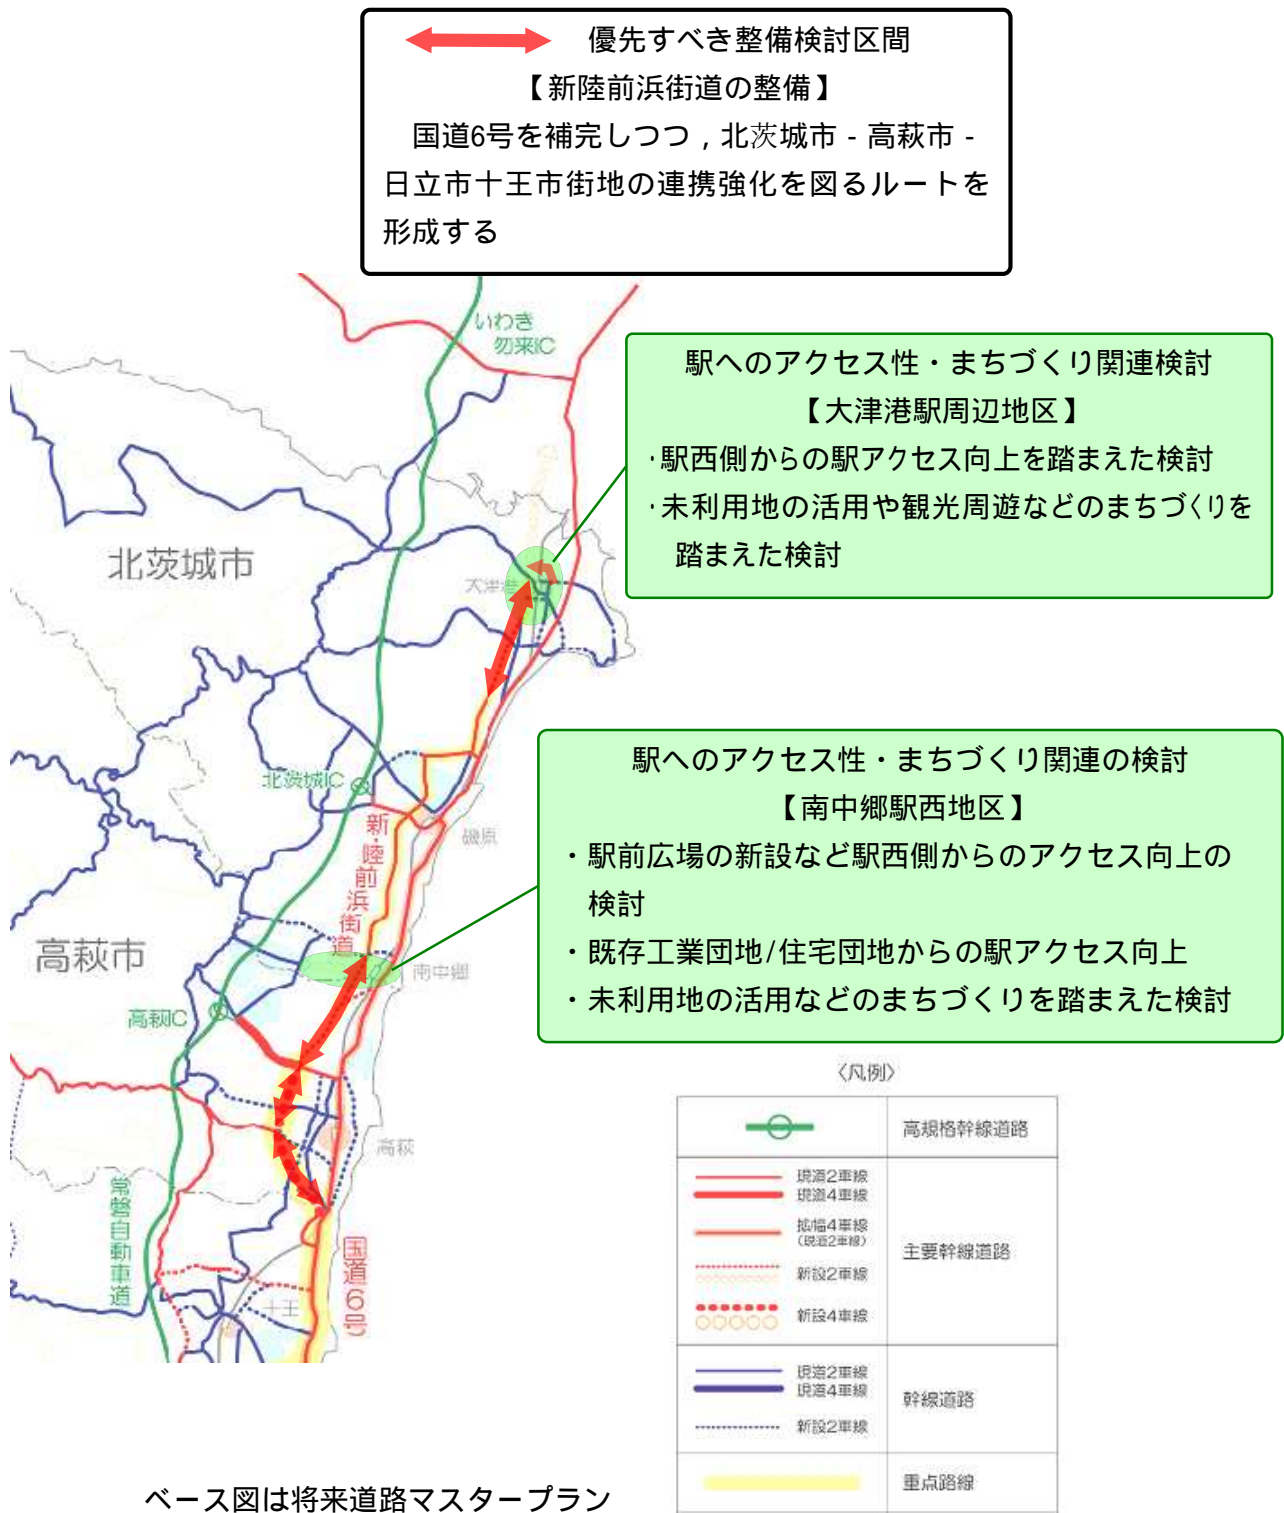 優先すべき整備検討区間
【新陸前浜街道の整備】
国道6号を補完しつつ，北茨城市‐高萩市‐
日立市十王市街地の連携強化を図るルートを
形成する
いわき
勿来IC
駅へのアクセス性・まちづくり関連検討
【大津港駅周辺地区】
・駅西側からの駅アクセス向上を踏まえた検討
・未利用地の活用や観光周遊などのまちづくりを
踏まえた検討
北茨城市
大津港
駅へのアクセス性・まちづくり関連の検討
【南中郷駅西地区】
・駅前広場の新設など駅西側からのアクセス向上の
検討
・既存工業団地/住宅団地からの駅アクセス向上
・未利用地の活用などのまちづくりを踏まえた検討
北茨城IC
磯原
新・陸前浜街道
高萩市
南中郷
高萩IC
高萩
常磐自動車道
国道6号
十王
〈凡例〉
高規格幹線道路
現道2車線
現道4車線
拡幅4車線
(現道2車線)
新設2車線
新設4車線
主要幹線道路
現道2車線
現道4車線
新設2車線
幹線道路
重点路線
ベース図は将来道路マスタープラン